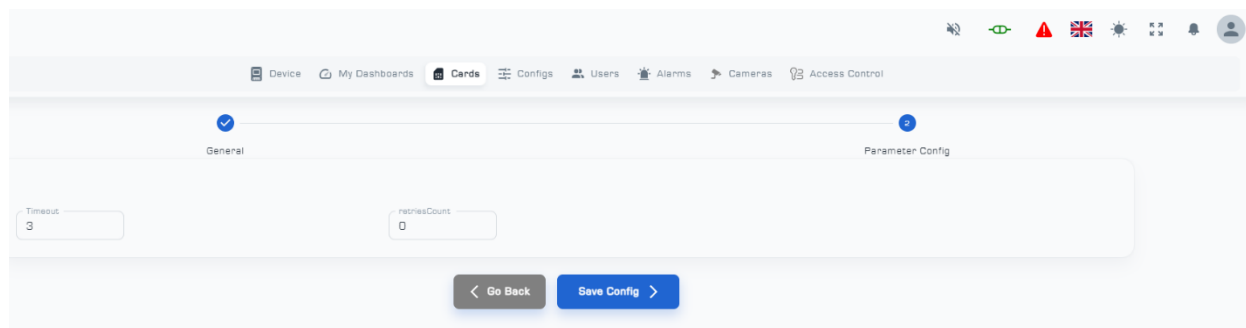 Device My Dashboards Cards Configs Users Alarms Cameras Access Control
2
General Parameter Config
Timeout retriesCount
3 0
Go Back Save Config